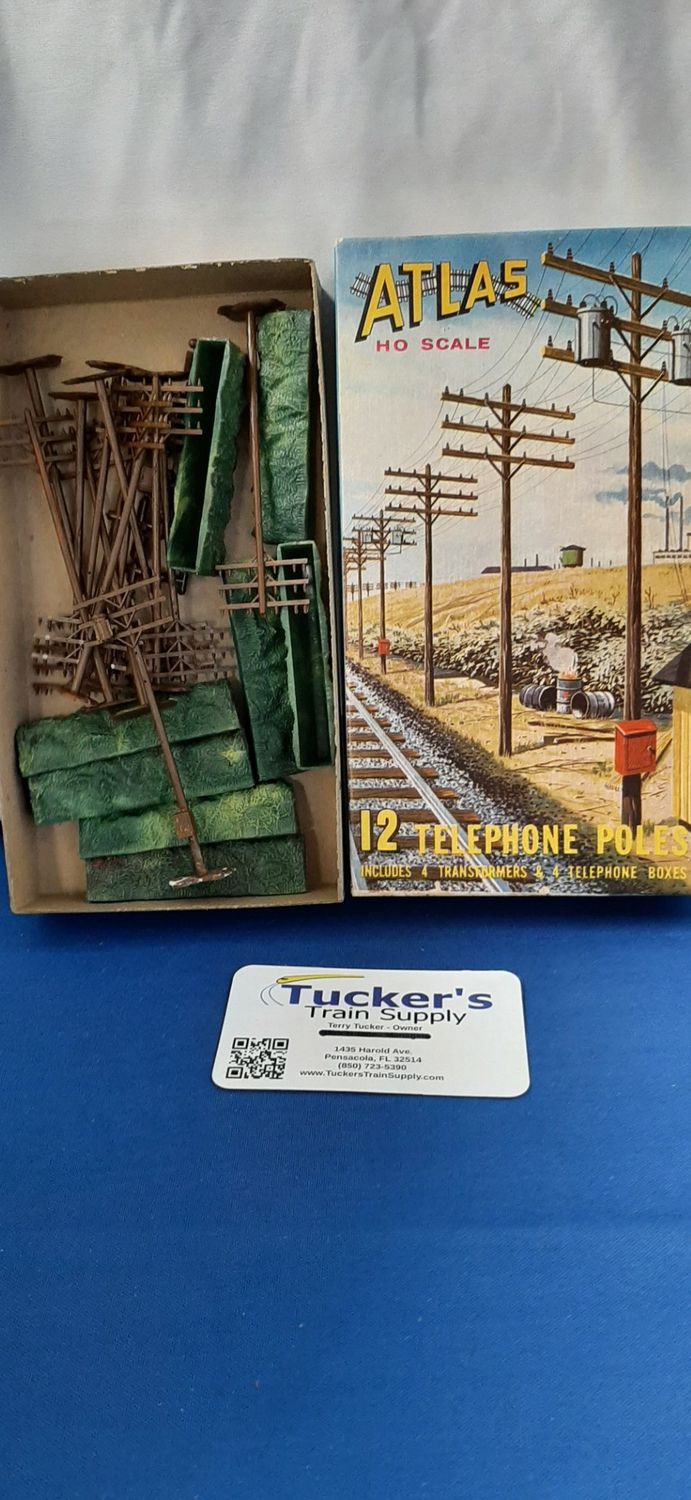 ATLAS
HO SCALE
12 TELEPHONE POLES
INCLUDES 4 TRANSFORMERS & 4 TELEPHONE BOXES
Tucker's
Train Supply
Terry Tucker - Owner
1435 Harold Ave.
Pensacola, FL 32514
(850) 723-5390
www.TuckersTrainSupply.com